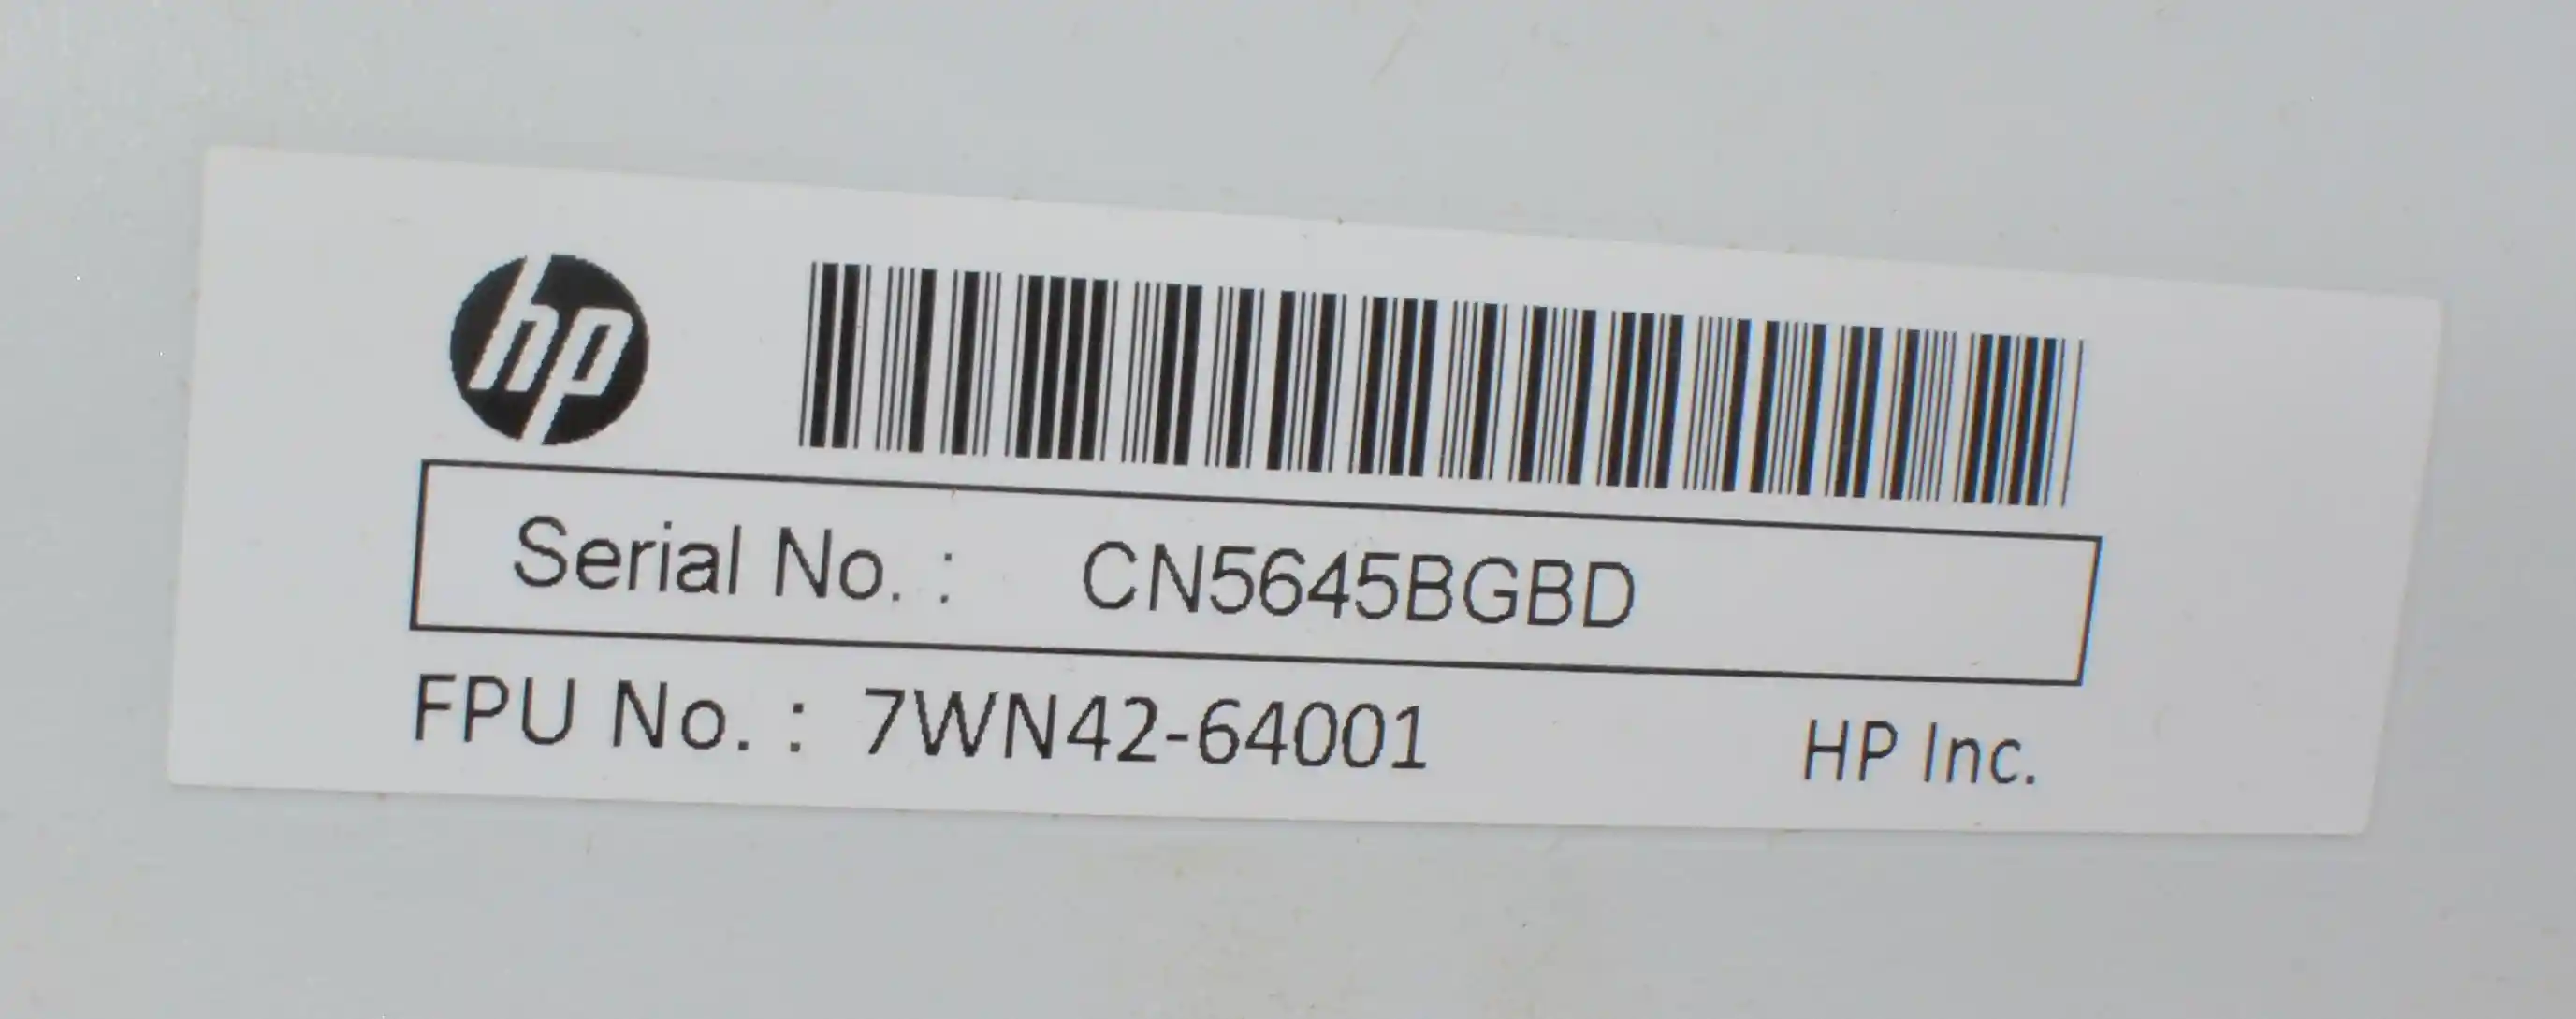 hp
Serial No. : CN5645BGBD
FPU No. : 7WN42-64001 HP Inc.